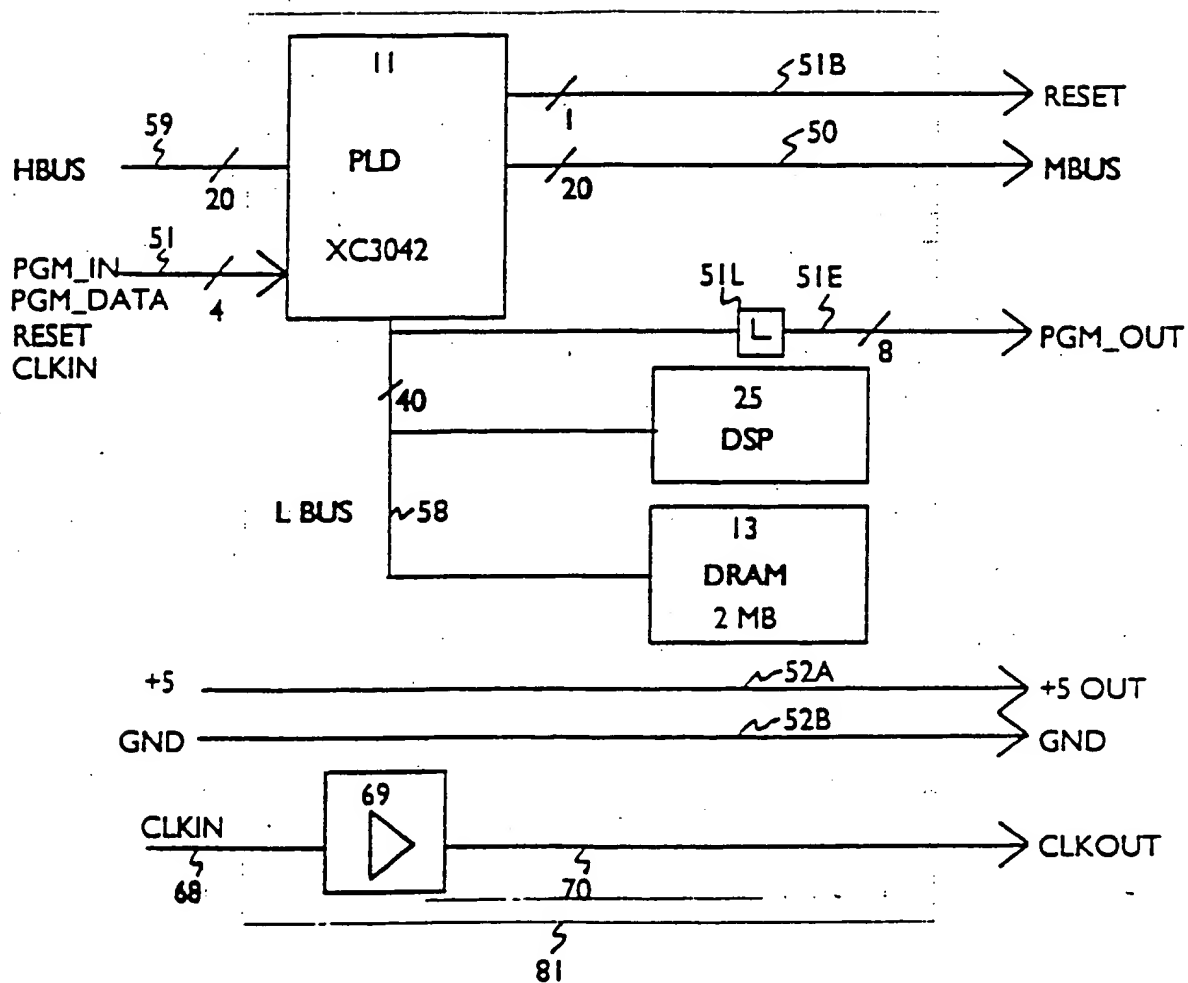 11
PLD
XC3042
59
HBUS
20
51
PGM_IN
PGM_DATA
4
RESET
CLKIN
51B
1
RESET
50
20
MBUS
51L
L
51E
8
PGM_OUT
40
25
DSP
L BUS
58
13
DRAM
2 MB
+5
52A
+5 OUT
GND
52B
GND
CLKIN
68
69
70
CLKOUT
81